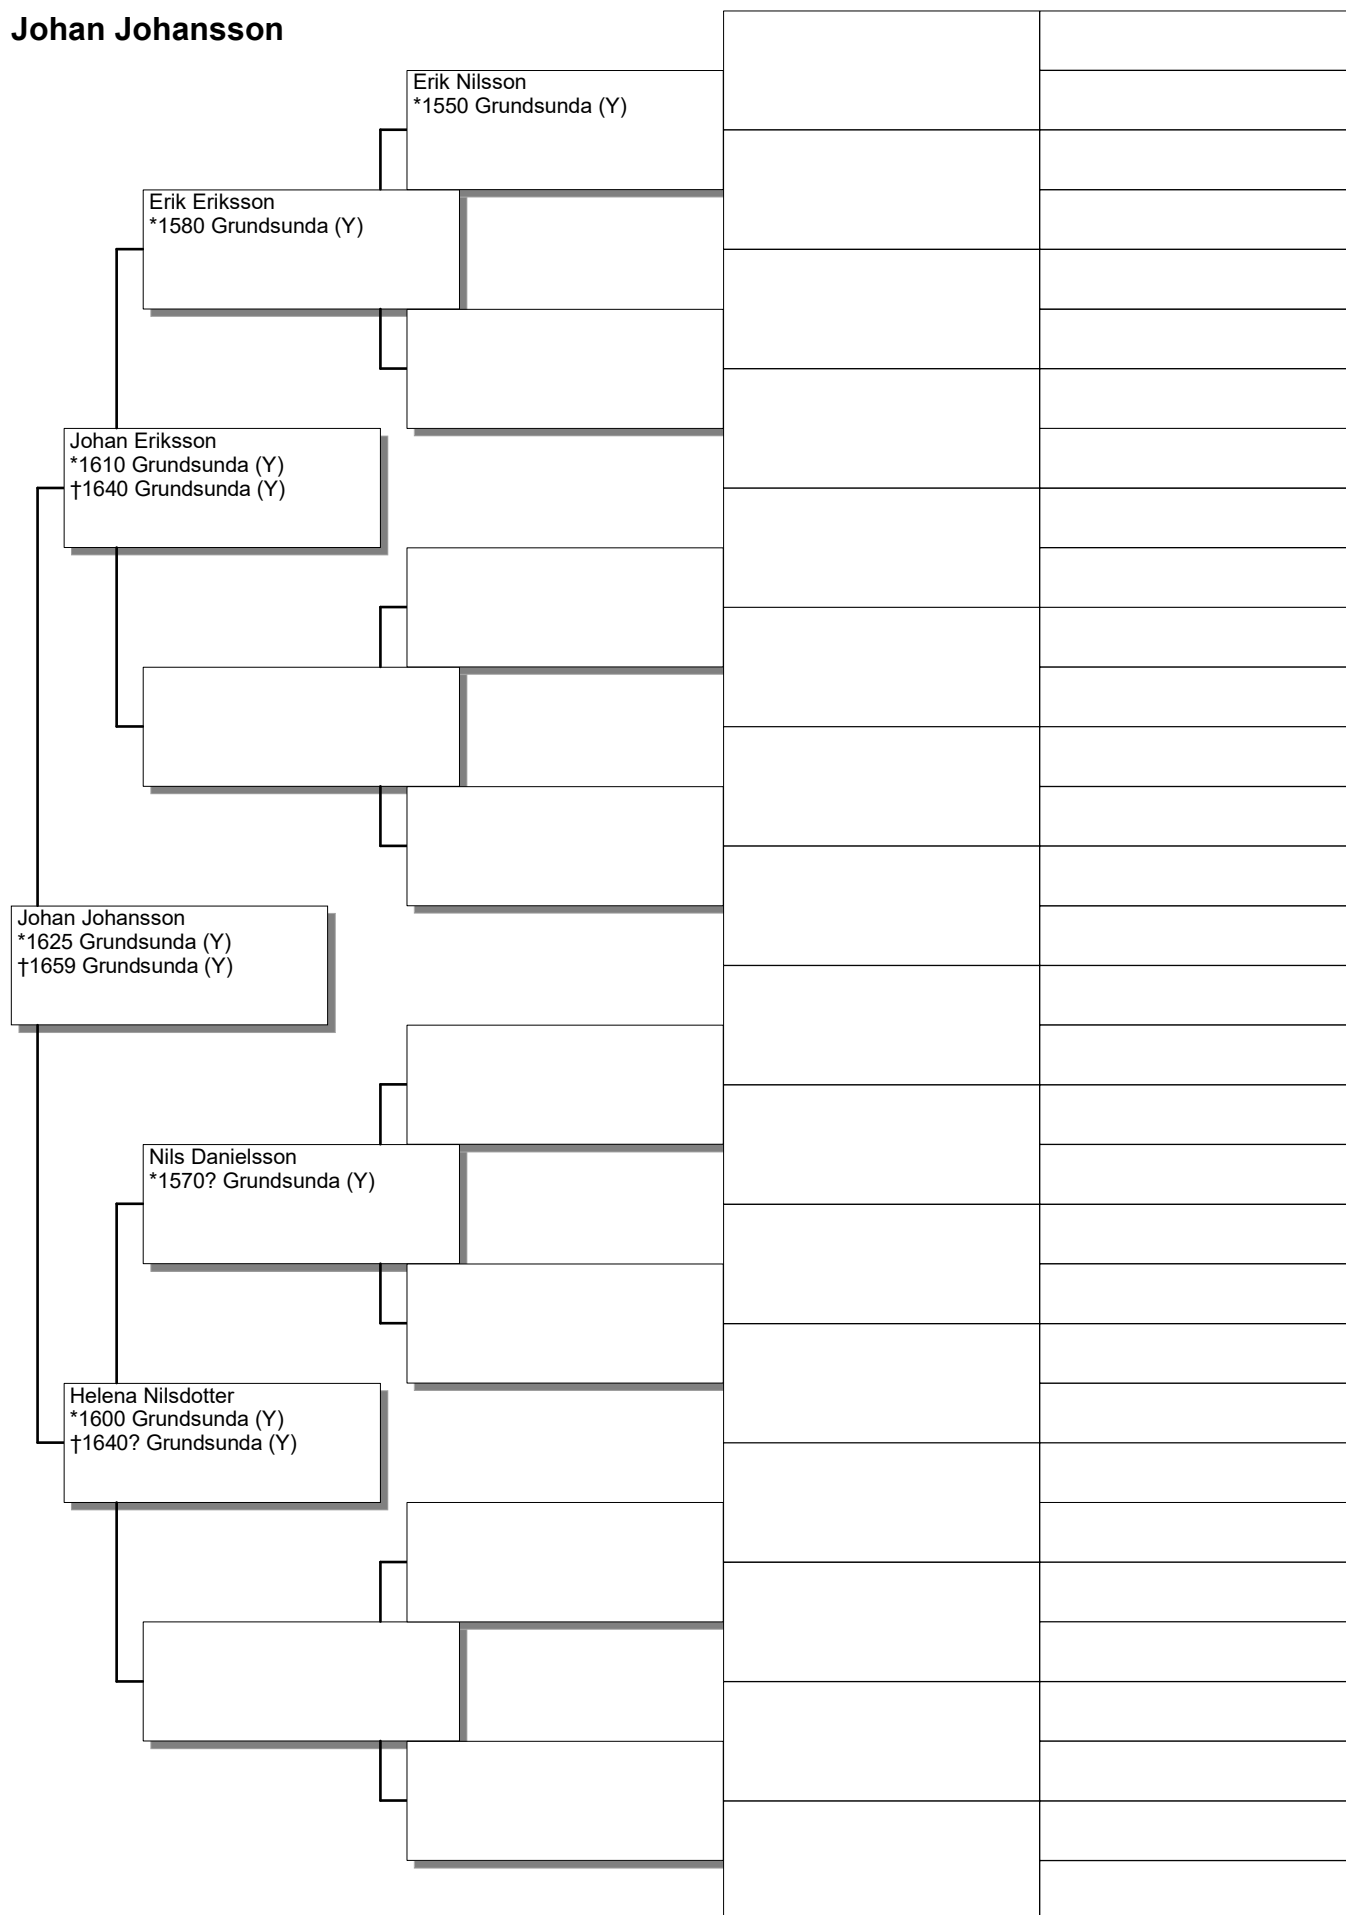 Johan Johansson
Erik Nilsson
*1550 Grundsunda (Y)
Erik Eriksson
*1580 Grundsunda (Y)
Johan Eriksson
*1610 Grundsunda (Y)
†1640 Grundsunda (Y)
Johan Johansson
*1625 Grundsunda (Y)
†1659 Grundsunda (Y)
Nils Danielsson
*1570? Grundsunda (Y)
Helena Nilsdotter
*1600 Grundsunda (Y)
†1640? Grundsunda (Y)